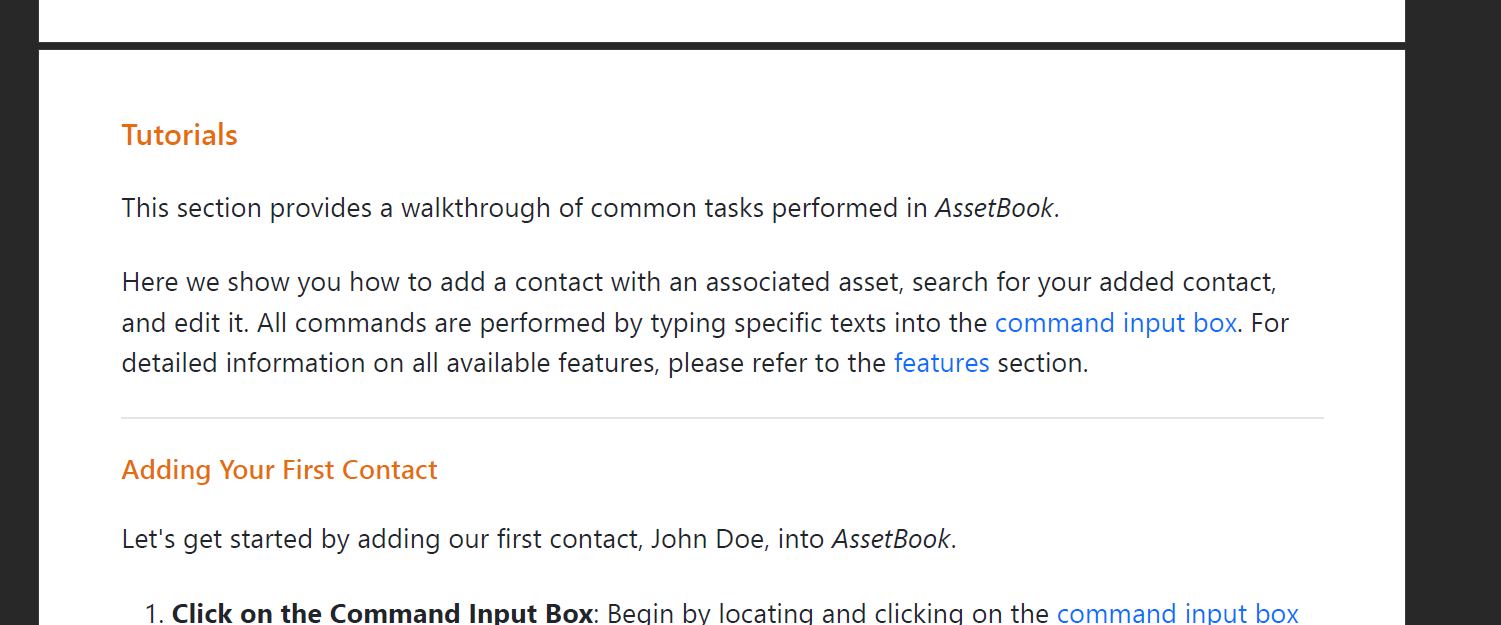 Tutorials
This section provides a walkthrough of common tasks performed in AssetBook.
Here we show you how to add a contact with an associated asset, search for your added contact,
and edit it. All commands are performed by typing specific texts into the command input box. For
detailed information on all available features, please refer to the features section.
Adding Your First Contact
Let's get started by adding our first contact, John Doe, into AssetBook.
1. Click on the Command Input Box: Begin by locating and clicking on the command input box